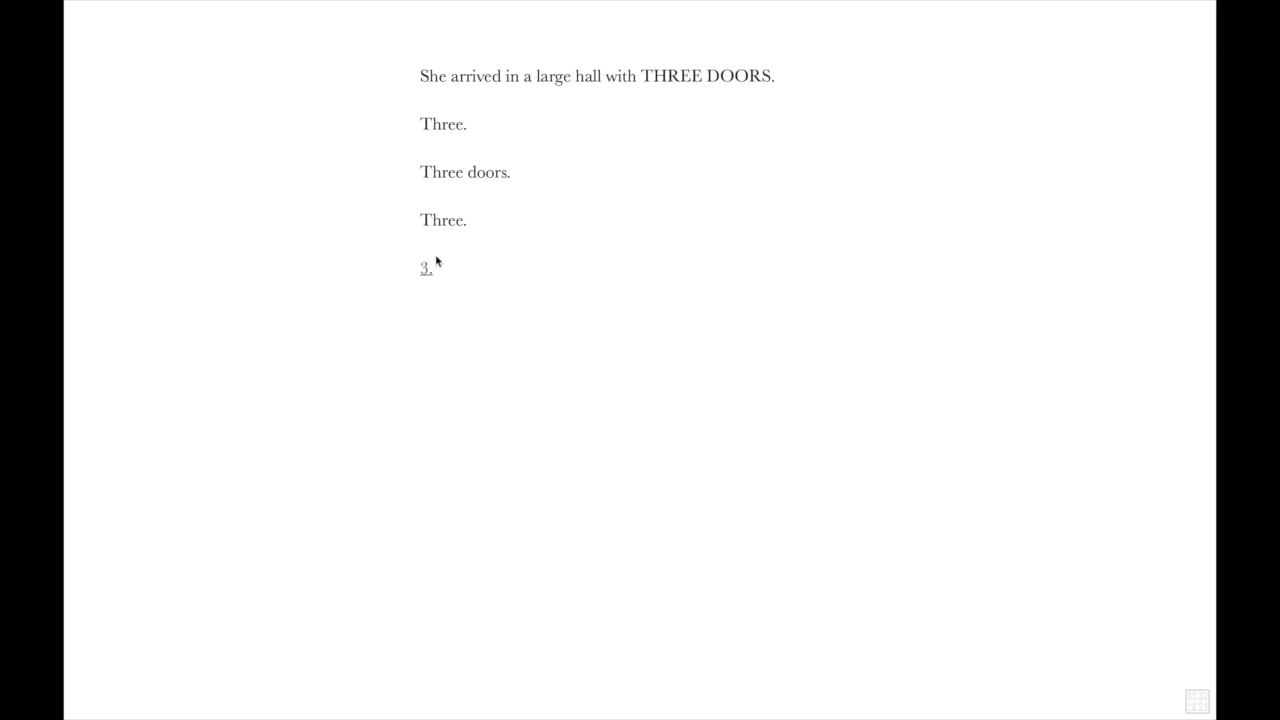 She arrived in a large hall with THREE DOORS.
Three.
Three doors.
Three.
3.